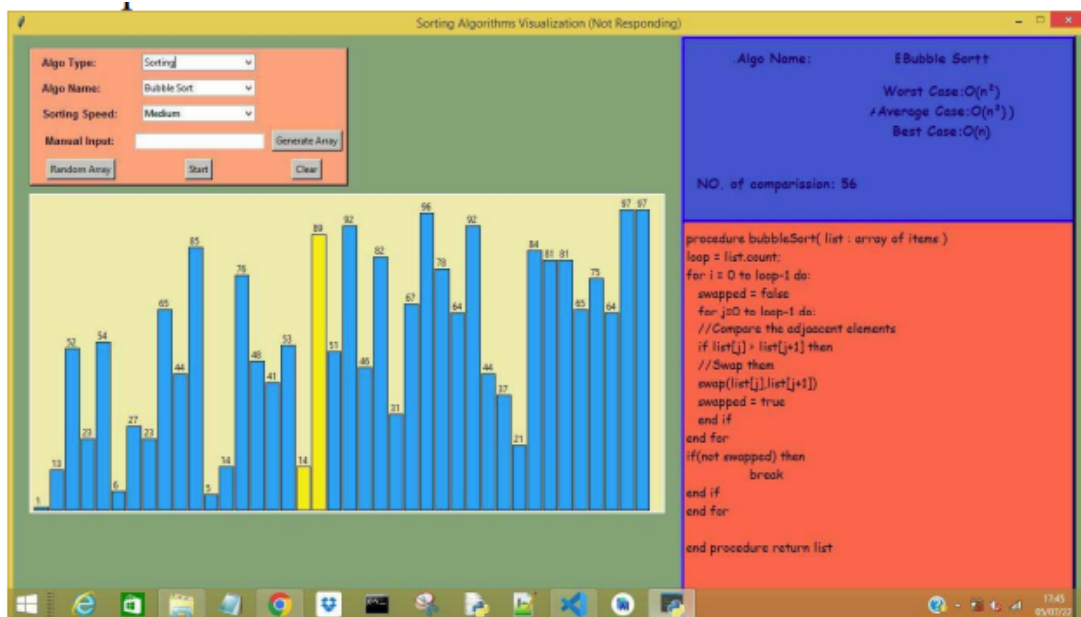 Sorting Algorithms Visualization (Not Responding)
Algo Type: Sorting
Algo Name: Bubble Sort
Sorting Speed: Medium
Manual Input: Generate Array
Random Array Start Clear
1 13 52 23 54 6 27 23 65 44 85 5 14 76 48 41 53 14 89 51 92 46 82 31 67 96 78 64 92 44 37 21 84 81 81 65 75 64 97 97
Algo Name: Bubble Sort
Worst Case:O(n²)
Average Case:O(n²))
Best Case:O(n)
NO. of comparission: 56
procedure bubbleSort( list : array of items )
loop = list.count;
for i = 0 to loop-1 do:
swapped = false
for j=0 to loop-1 do:
//Compare the adjaacent elements
if list[j] > list[j+1] then
//Swap them
swap(list[j],list[j+1])
swapped = true
end if
end for
if(not swapped) then
break
end if
end for
end procedure return list
17:45
05/07/22